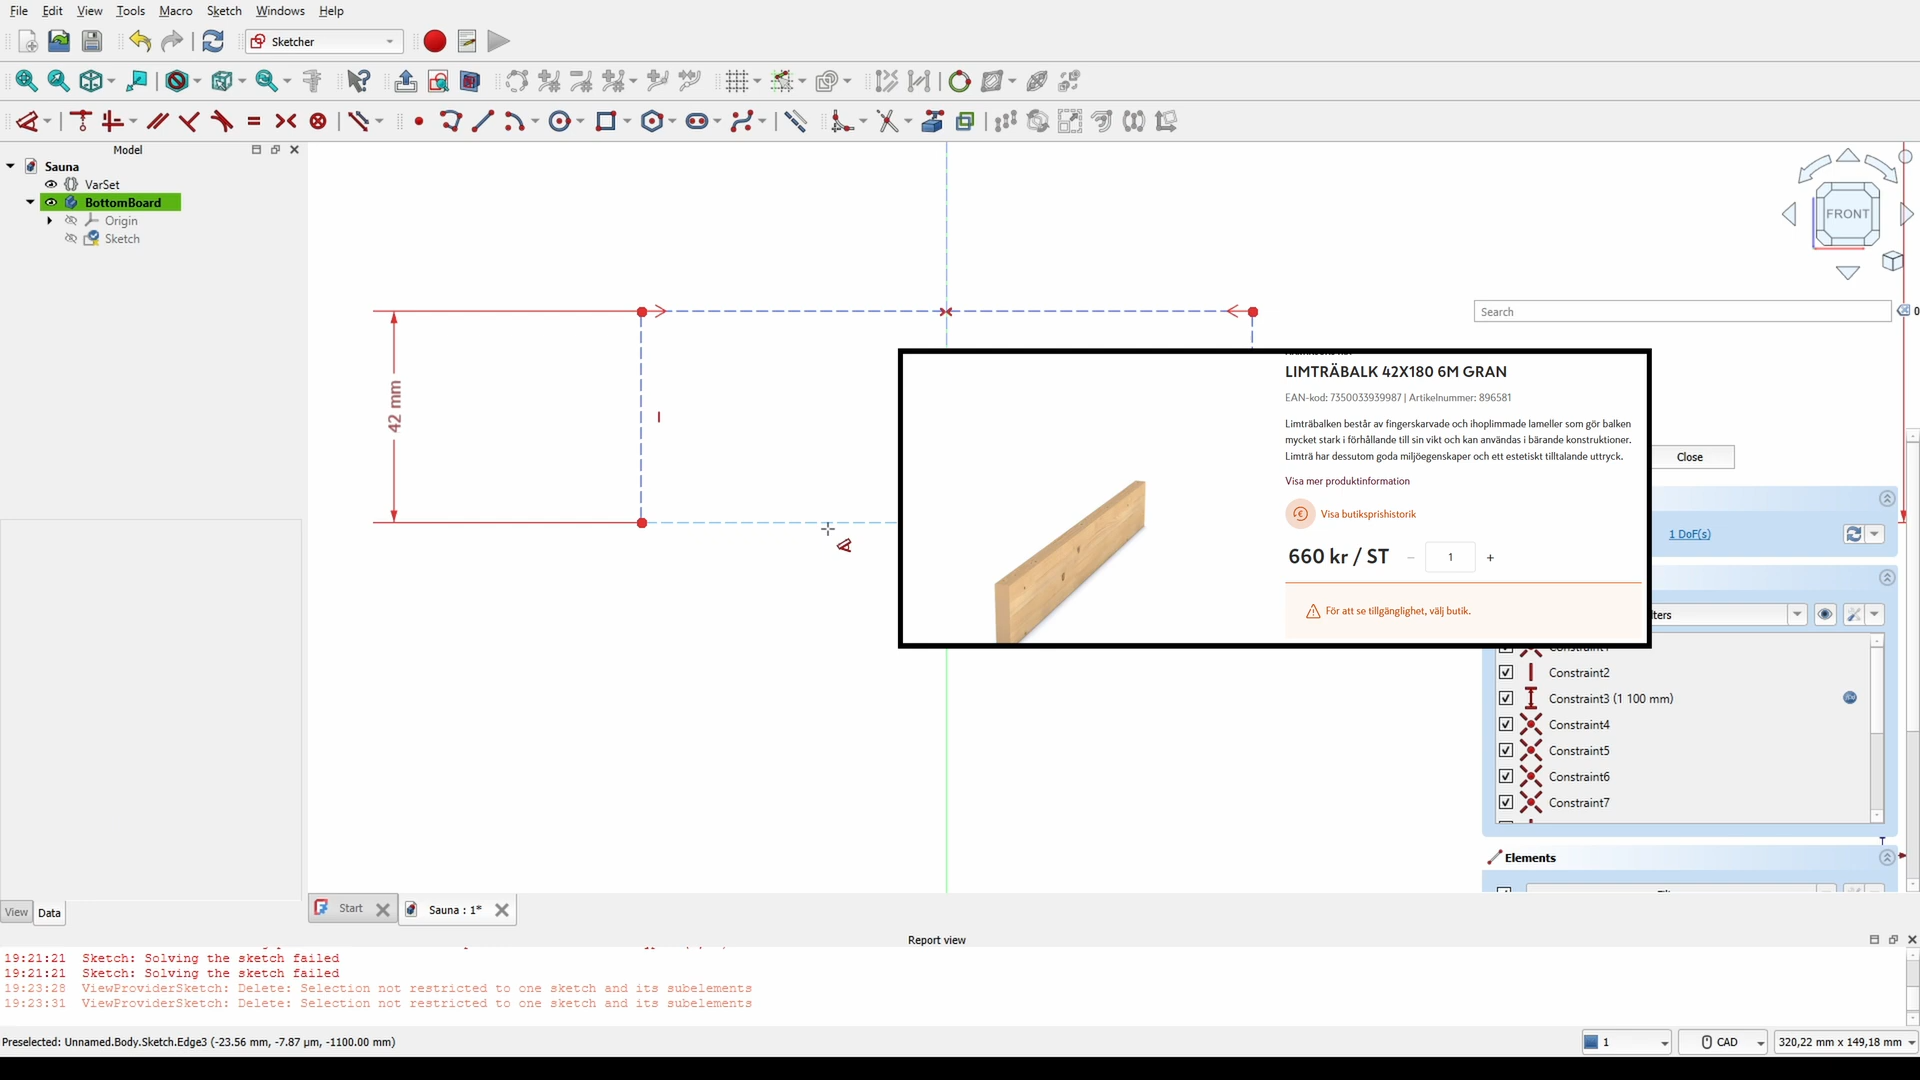 File Edit View Tools Macro Sketch Windows Help
Sketcher
Model
Sauna
VarSet
BottomBoard
Origin
Sketch
FRONT
Search
0
42 mm
LIMTRÄBALK 42X180 6M GRAN
EAN-kod: 7350033939987 | Artikelnummer: 896581
Limträbalken består av fingerskarvade och ihoplimmade lameller som gör balken
mycket stark i förhållande till sin vikt och kan användas i bärande konstruktioner.
Limträ har dessutom goda miljöegenskaper och ett estetiskt tilltalande uttryck.
Visa mer produktinformation
Visa butiksprishistorik
660 kr / ST − 1 +
För att se tillgänglighet, välj butik.
Close
1 DoF(s)
lters
Constraint2
Constraint3 (1 100 mm)
Constraint4
Constraint5
Constraint6
Constraint7
Elements
View Data
Start
Sauna : 1*
Report view
19:21:21 Sketch: Solving the sketch failed
19:21:21 Sketch: Solving the sketch failed
19:23:28 ViewProviderSketch: Delete: Selection not restricted to one sketch and its subelements
19:23:31 ViewProviderSketch: Delete: Selection not restricted to one sketch and its subelements
Preselected: Unnamed.Body.Sketch.Edge3 (-23.56 mm, -7.87 µm, -1100.00 mm)
1
CAD
320,22 mm x 149,18 mm